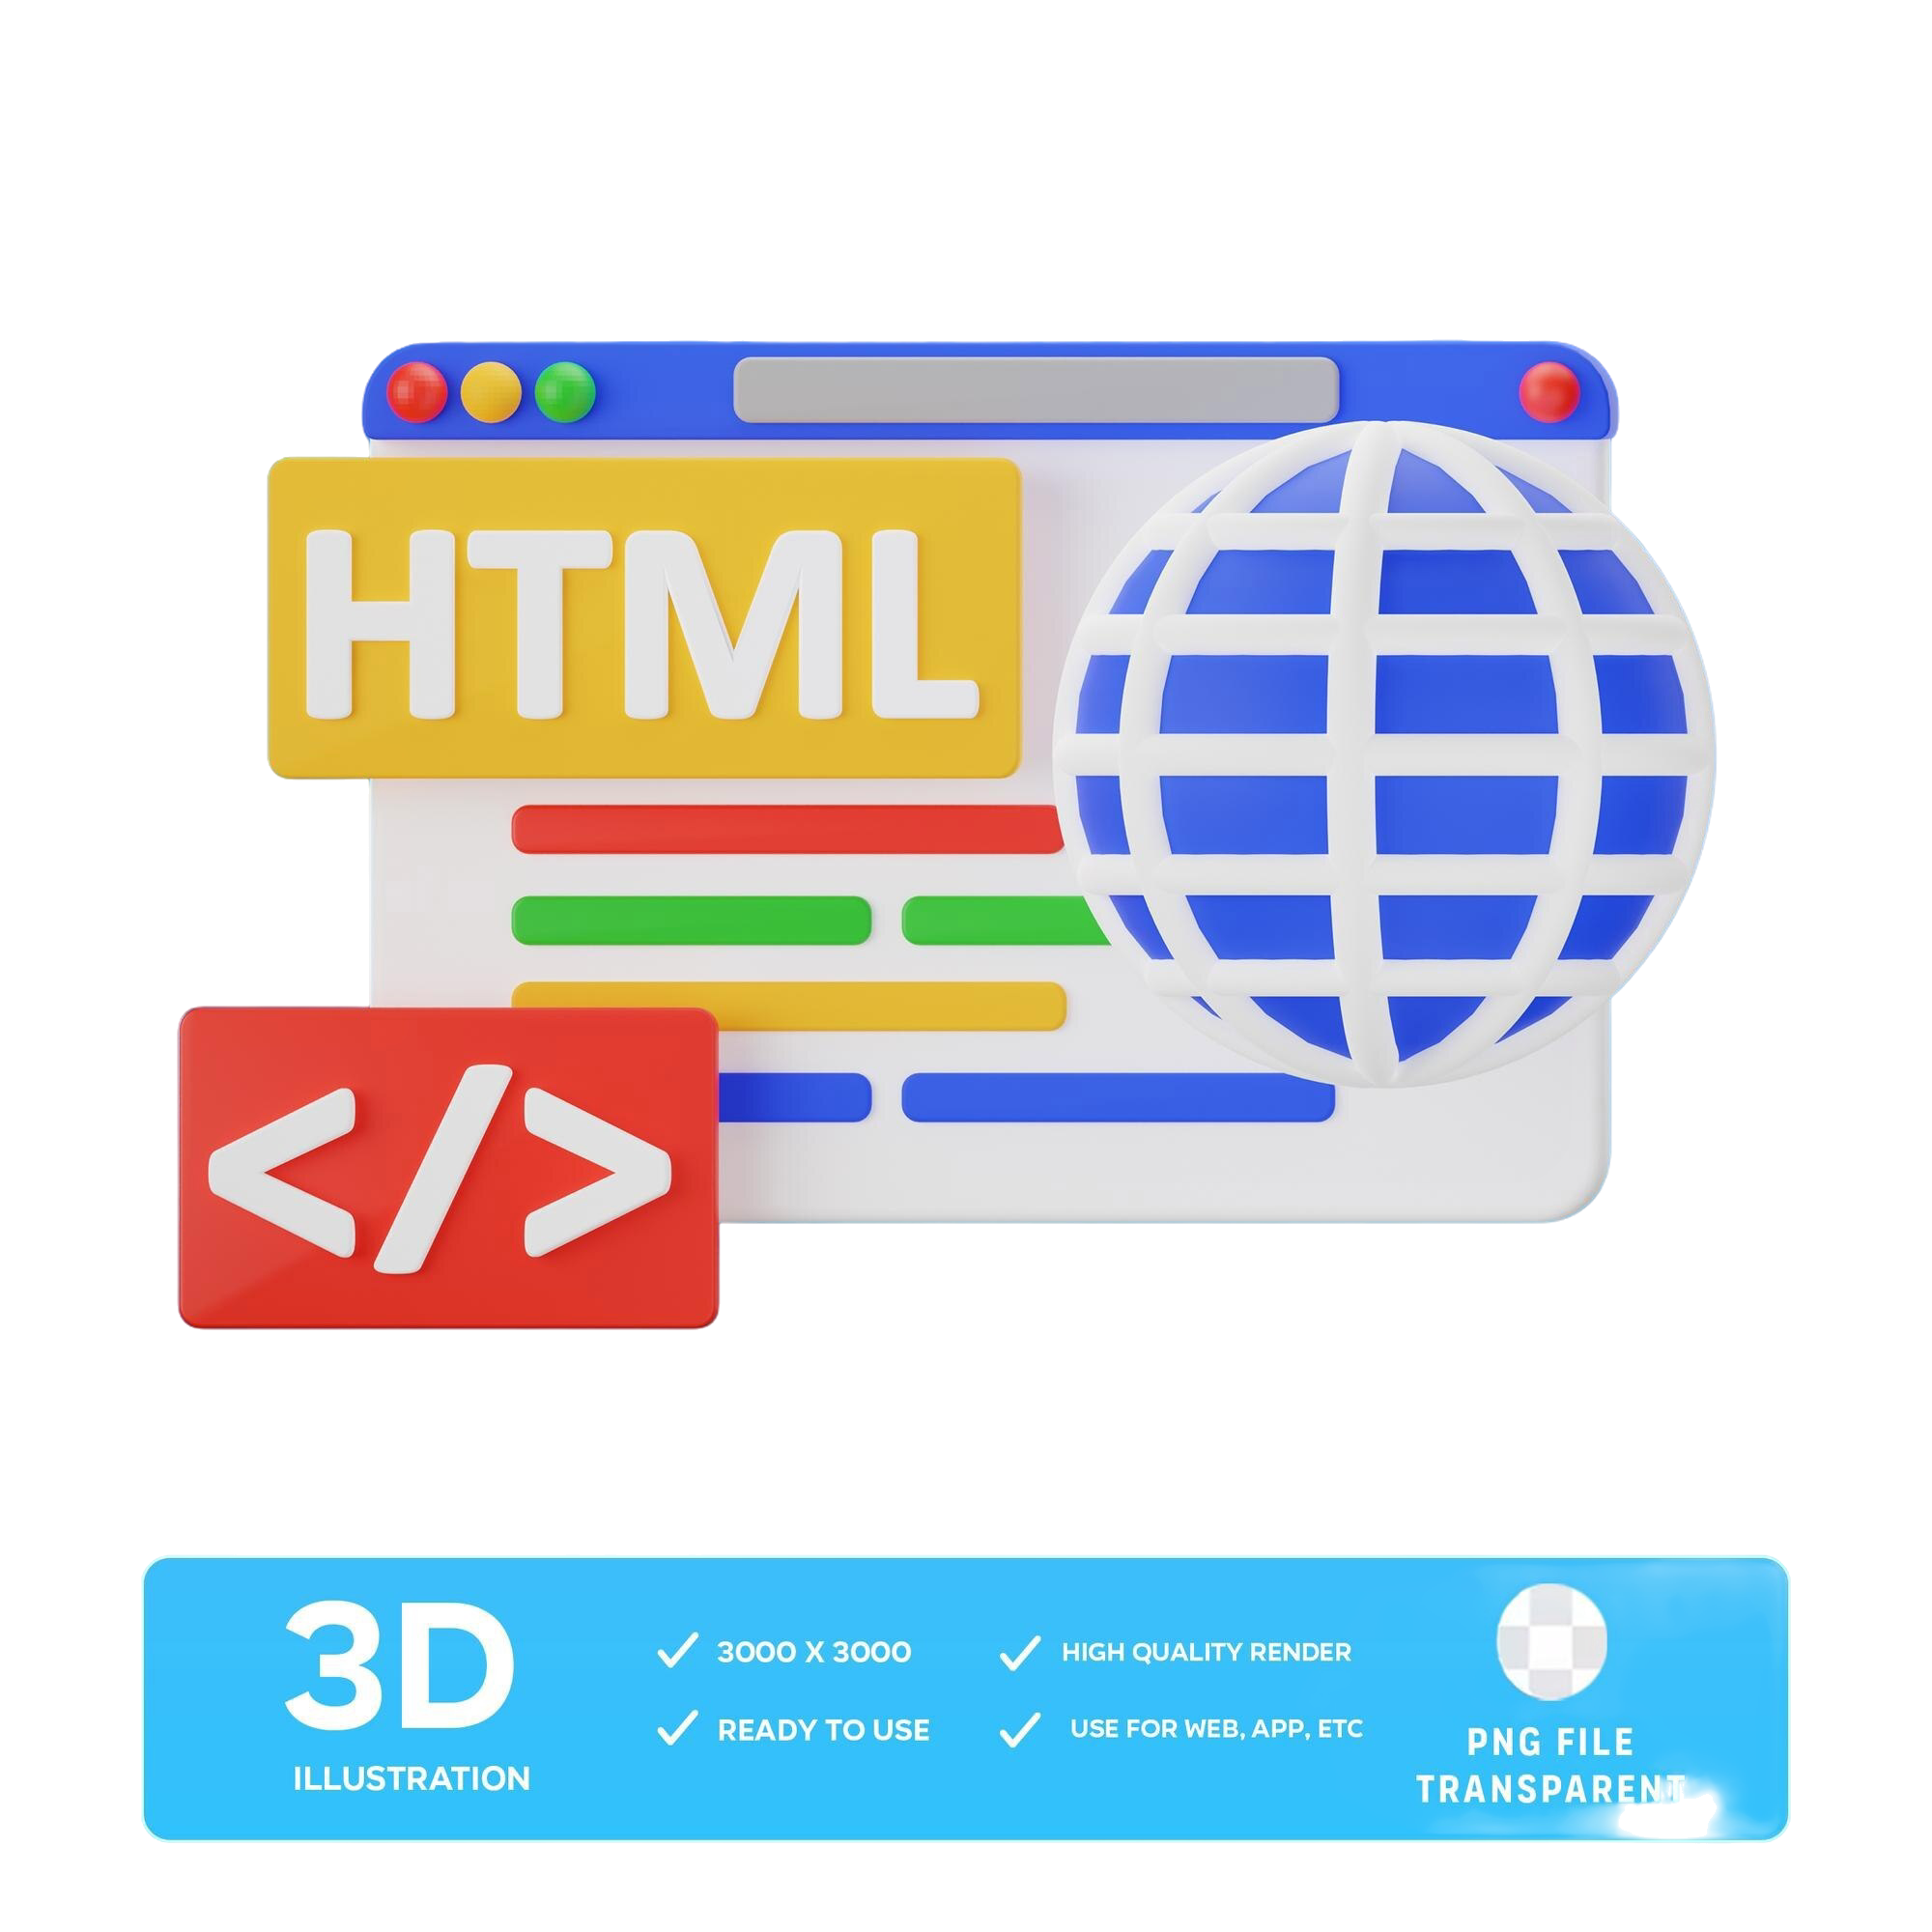 HTML
</>
3D
ILLUSTRATION
3000 X 3000
READY TO USE
HIGH QUALITY RENDER
USE FOR WEB, APP, ETC
PNG FILE
TRANSPARENT